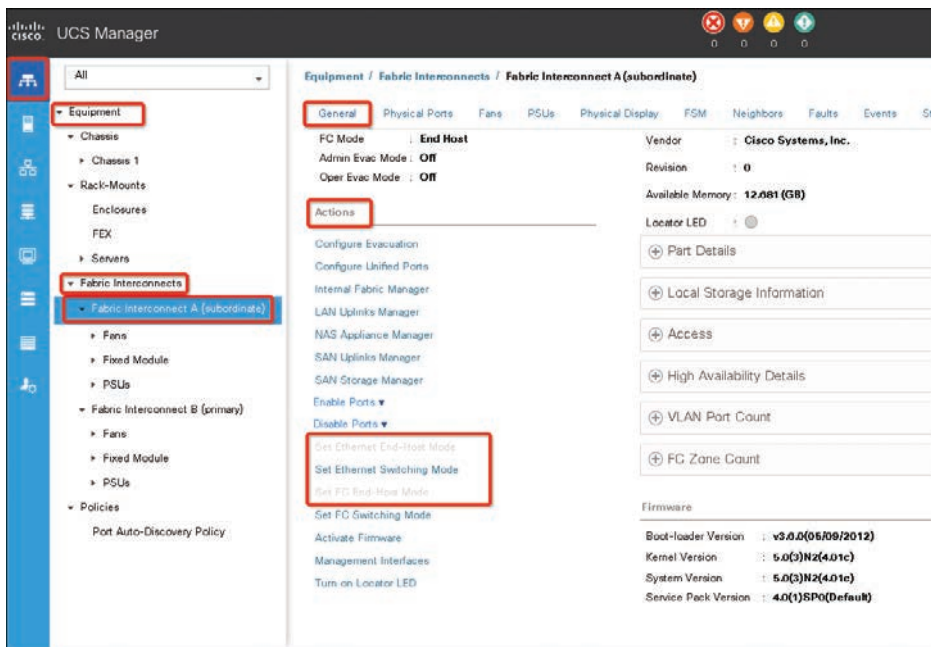 cisco UCS Manager
0 0 0 0
All
Equipment
Chassis
Chassis 1
Rack-Mounts
Enclosures
FEX
Servers
Fabric Interconnects
Fabric Interconnect A (subordinate)
Fans
Fixed Module
PSUs
Fabric Interconnect B (primary)
Fans
Fixed Module
PSUs
Policies
Port Auto-Discovery Policy
Equipment / Fabric Interconnects / Fabric Interconnect A (subordinate)
General Physical Ports Fans PSUs Physical Display FSM Neighbors Faults Events St
FC Mode : End Host
Admin Evac Mode : Off
Oper Evac Mode : Off
Actions
Configure Evacuation
Configure Unified Ports
Internal Fabric Manager
LAN Uplinks Manager
NAS Appliance Manager
SAN Uplinks Manager
SAN Storage Manager
Enable Ports ▾
Disable Ports ▾
Set Ethernet End-Host Mode
Set Ethernet Switching Mode
Set FC End-Host Mode
Set FC Switching Mode
Activate Firmware
Management Interfaces
Turn on Locator LED
Vendor : Cisco Systems, Inc.
Revision : 0
Available Memory : 12.081 (GB)
Locator LED :
Part Details
Local Storage Information
Access
High Availability Details
VLAN Port Count
FC Zone Count
Firmware
Boot-loader Version : v3.6.0(05/09/2012)
Kernel Version : 5.0(3)N2(4.01c)
System Version : 5.0(3)N2(4.01c)
Service Pack Version : 4.0(1)SP0(Default)